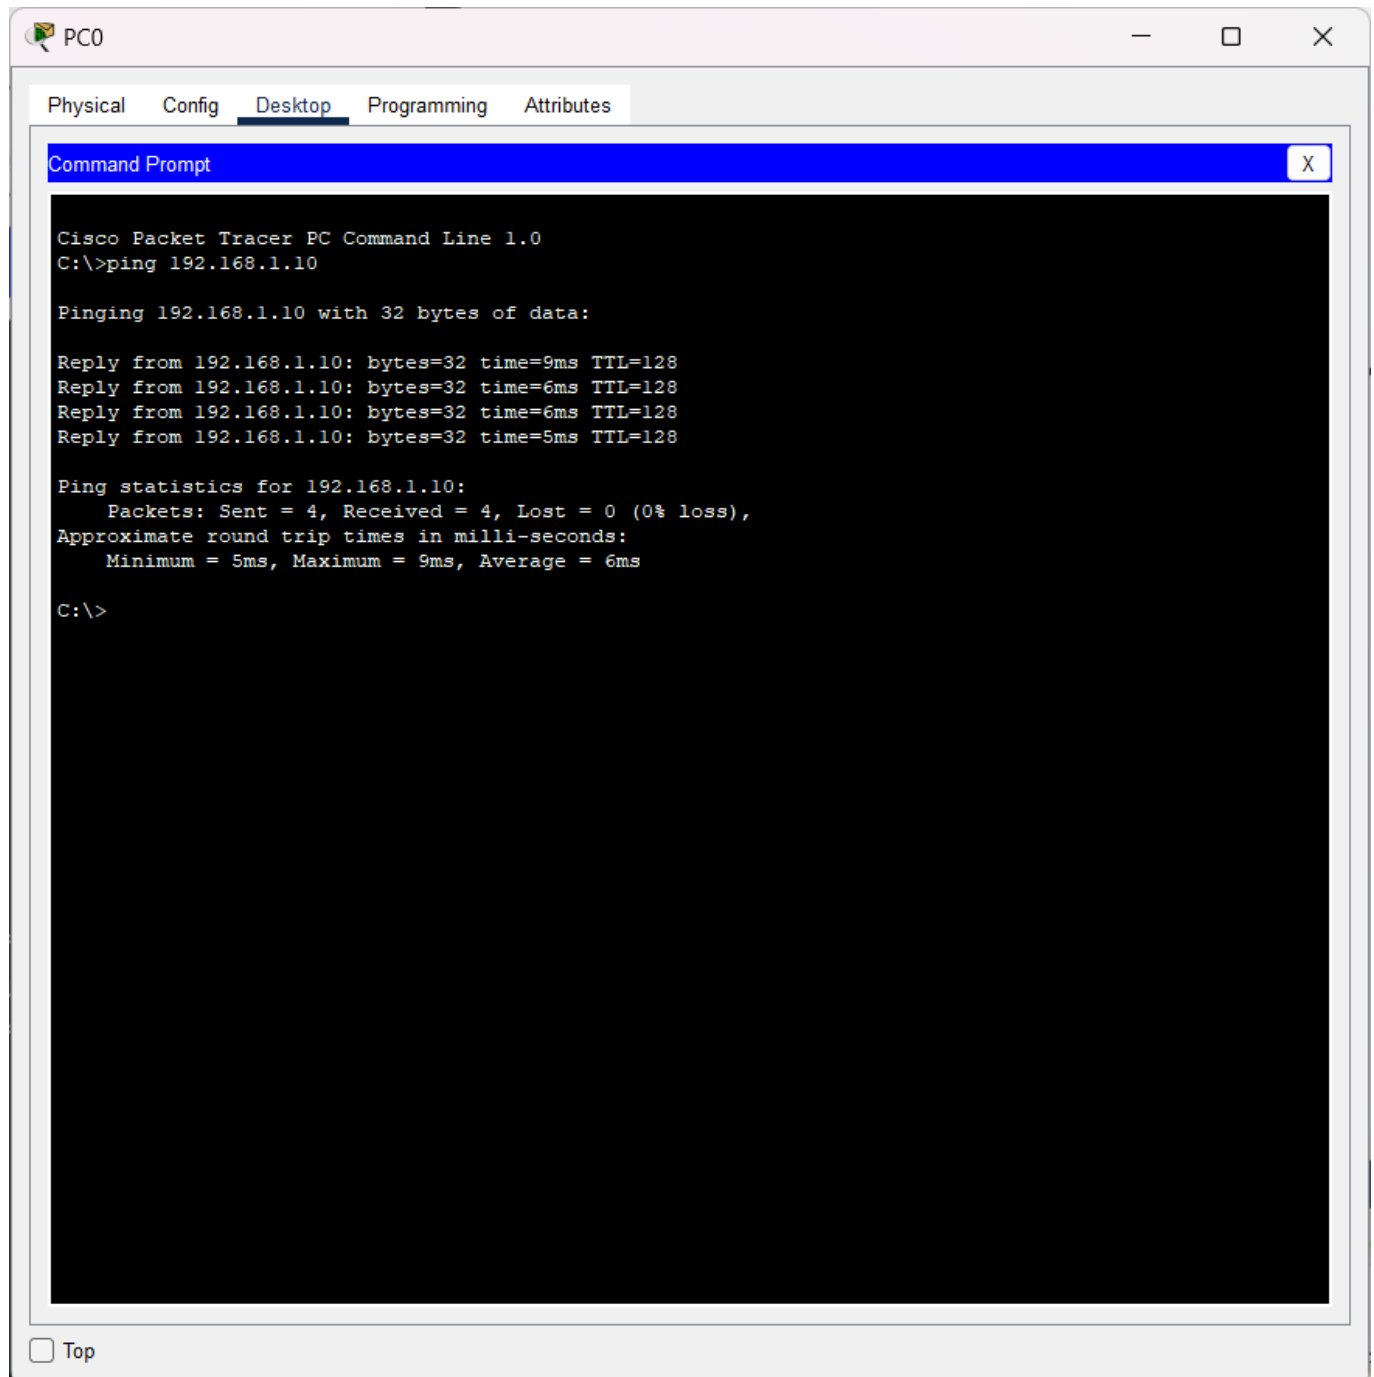 PC0
Physical Config Desktop Programming Attributes
Command Prompt X
Cisco Packet Tracer PC Command Line 1.0
C:\>ping 192.168.1.10
Pinging 192.168.1.10 with 32 bytes of data:
Reply from 192.168.1.10: bytes=32 time=9ms TTL=128
Reply from 192.168.1.10: bytes=32 time=6ms TTL=128
Reply from 192.168.1.10: bytes=32 time=6ms TTL=128
Reply from 192.168.1.10: bytes=32 time=5ms TTL=128
Ping statistics for 192.168.1.10:
    Packets: Sent = 4, Received = 4, Lost = 0 (0% loss),
Approximate round trip times in milli-seconds:
    Minimum = 5ms, Maximum = 9ms, Average = 6ms
C:\>
Top